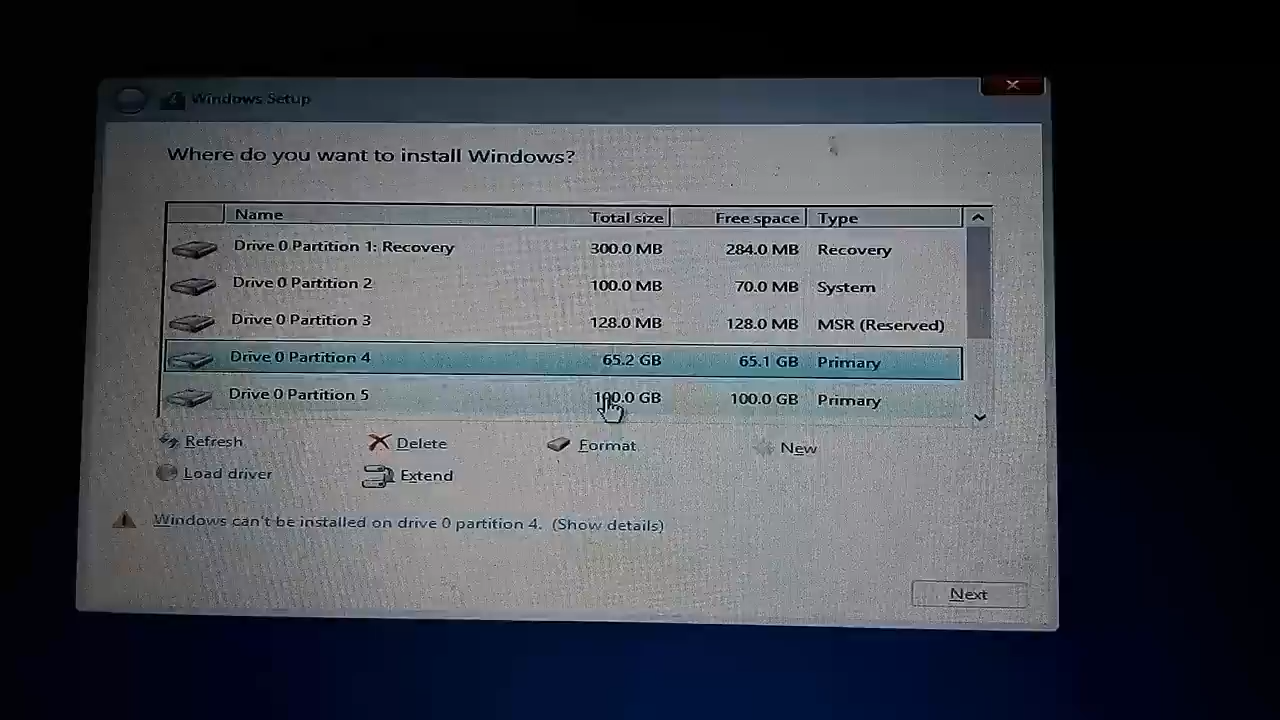 Windows Setup
Where do you want to install Windows?
Name Total size Free space Type
Drive 0 Partition 1: Recovery 300.0 MB 284.0 MB Recovery
Drive 0 Partition 2 100.0 MB 70.0 MB System
Drive 0 Partition 3 128.0 MB 128.0 MB MSR (Reserved)
Drive 0 Partition 4 65.2 GB 65.1 GB Primary
Drive 0 Partition 5 100.0 GB 100.0 GB Primary
Refresh Delete Format New
Load driver Extend
Windows can't be installed on drive 0 partition 4. (Show details)
Next